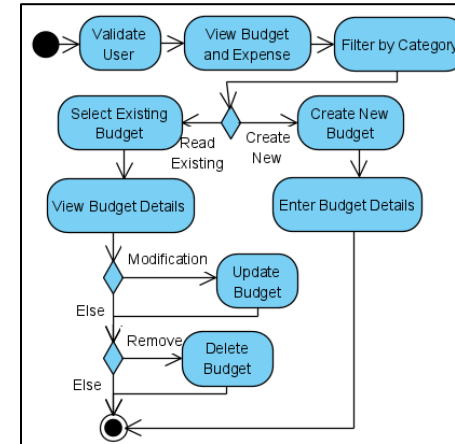 Validate
User
View Budget
and Expense
Filter by Category
Select Existing
Budget
Read
Existing
Create
New
Create New
Budget
View Budget Details
Enter Budget Details
Modification
Update
Budget
Else
Remove
Delete
Budget
Else